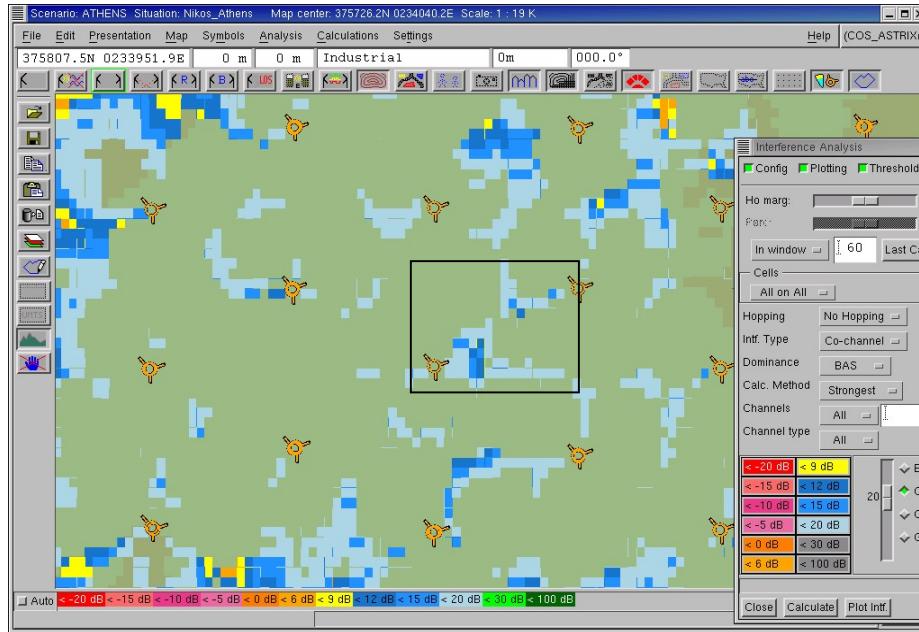 Scenario: ATHENS Situation: Nikos_Athens Map center: 375726.2N 0234040.2E Scale: 1 : 19 K
File Edit Presentation Map Symbols Analysis Calculations Settings Help (COS_ASTRIX
375807.5N 0233951.9E 0 m 0 m Industrial 0m 000.0°
R B LOS
UMTS
Interference Analysis
Config Plotting Threshold
Ho marg:
In window 60 Last C
Cells
All on All
Hopping No Hopping
Intf. Type Co-channel
Dominance BAS
Calc. Method Strongest
Channels All
Channel type All
< -20 dB < 9 dB
< -15 dB < 12 dB
< -10 dB < 15 dB
< -5 dB < 20 dB
< 0 dB < 30 dB
< 6 dB < 100 dB
20
Close Calculate Plot Intf.
Auto < -20 dB < -15 dB < -10 dB < -5 dB < 0 dB < 6 dB < 9 dB < 12 dB < 15 dB < 20 dB < 30 dB < 100 dB